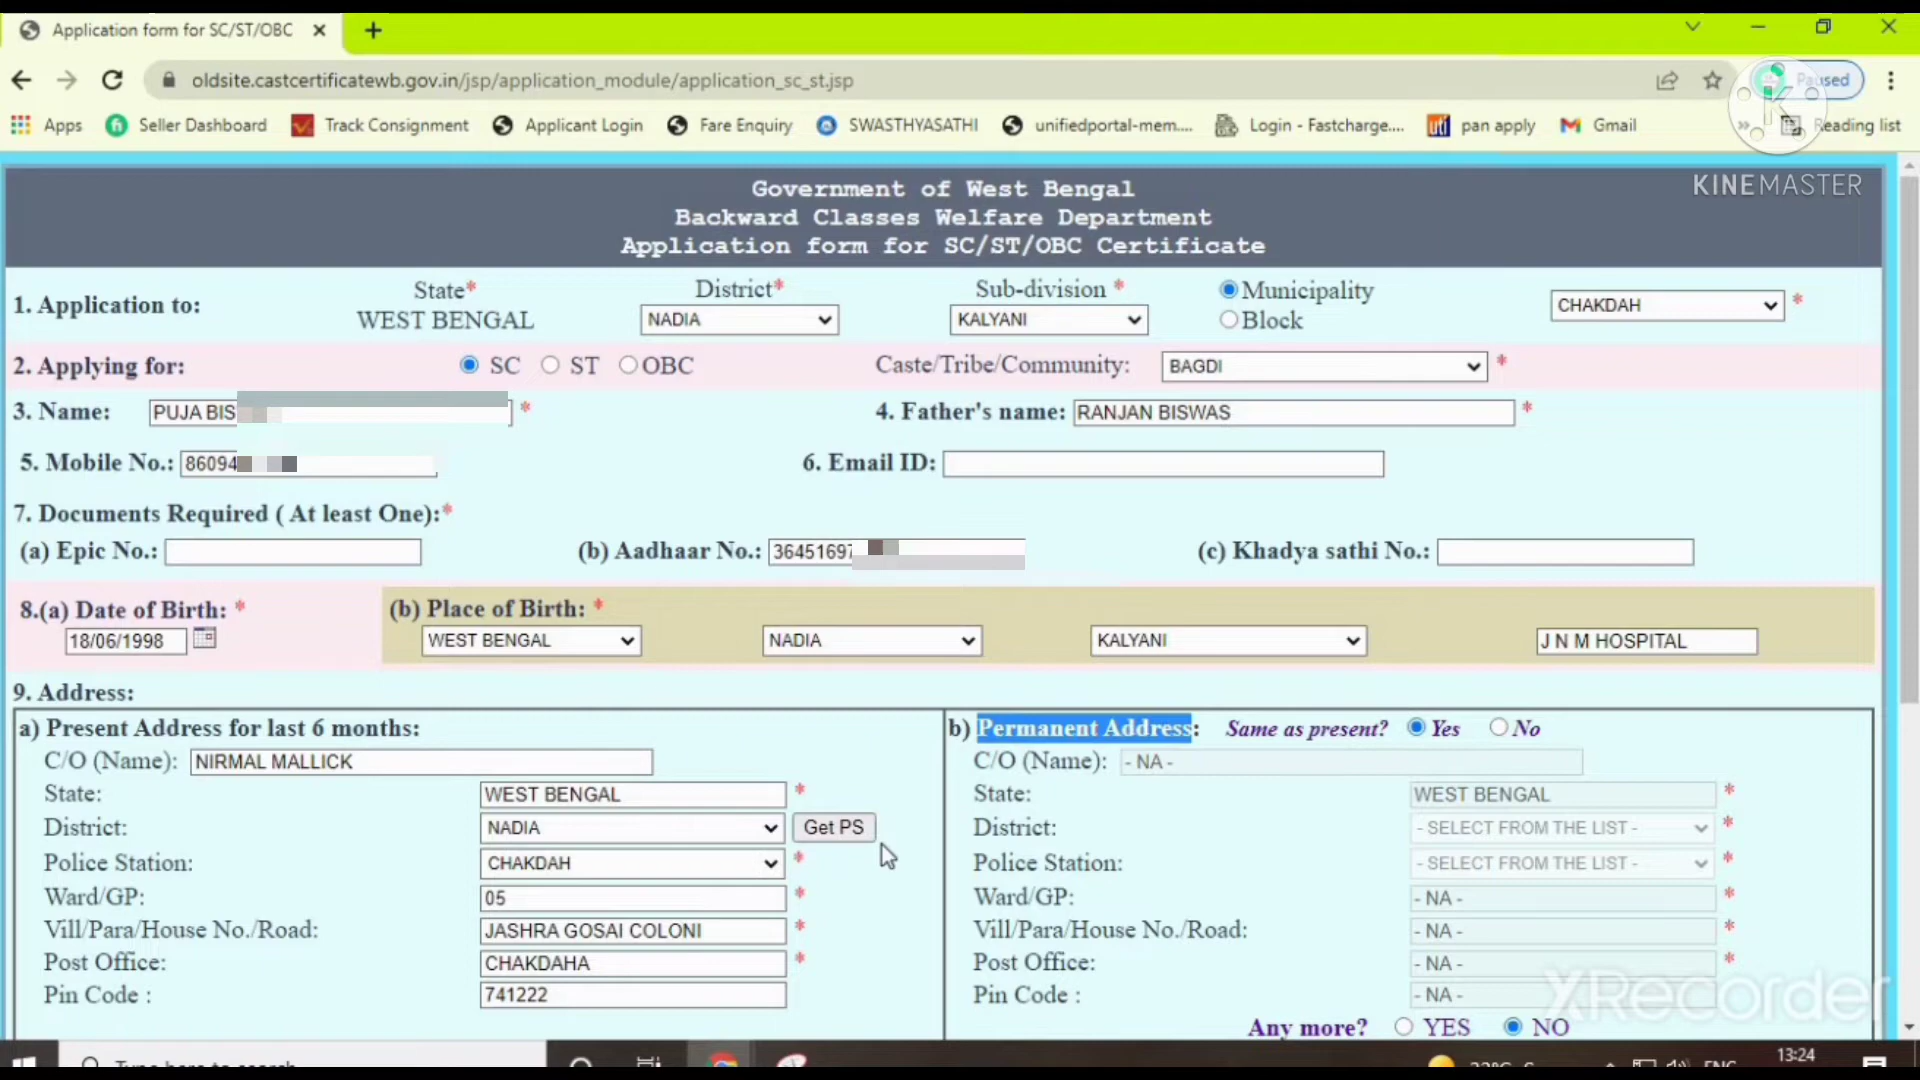 Application form for SC/ST/OBC
oldsite.castcertificatewb.gov.in/jsp/application_module/application_sc_st.jsp
Paused
Apps Seller Dashboard Track Consignment Applicant Login Fare Enquiry SWASTHYASATHI unifiedportal-mem.... Login - Fastcharge.... uti pan apply Gmail » Reading list
KINEMASTER
Government of West Bengal
Backward Classes Welfare Department
Application form for SC/ST/OBC Certificate
1. Application to: State* WEST BENGAL District* NADIA Sub-division * KALYANI Municipality Block CHAKDAH *
2. Applying for: SC ST OBC Caste/Tribe/Community: BAGDI *
3. Name: PUJA BIS * 4. Father's name: RANJAN BISWAS *
5. Mobile No.: 86094 6. Email ID:
7. Documents Required ( At least One):*
(a) Epic No.: (b) Aadhaar No.: 36451697 (c) Khadya sathi No.:
8.(a) Date of Birth: * (b) Place of Birth: *
18/06/1998 WEST BENGAL NADIA KALYANI J N M HOSPITAL
9. Address:
a) Present Address for last 6 months:
C/O (Name): NIRMAL MALLICK
State: WEST BENGAL *
District: NADIA Get PS
Police Station: CHAKDAH *
Ward/GP: 05 *
Vill/Para/House No./Road: JASHRA GOSAI COLONI *
Post Office: CHAKDAHA *
Pin Code : 741222
b) Permanent Address: Same as present? Yes No
C/O (Name): - NA -
State: WEST BENGAL *
District: - SELECT FROM THE LIST - *
Police Station: - SELECT FROM THE LIST - *
Ward/GP: - NA - *
Vill/Para/House No./Road: - NA - *
Post Office: - NA - *
Pin Code : - NA -
Any more? YES NO
XRecorder
13:24